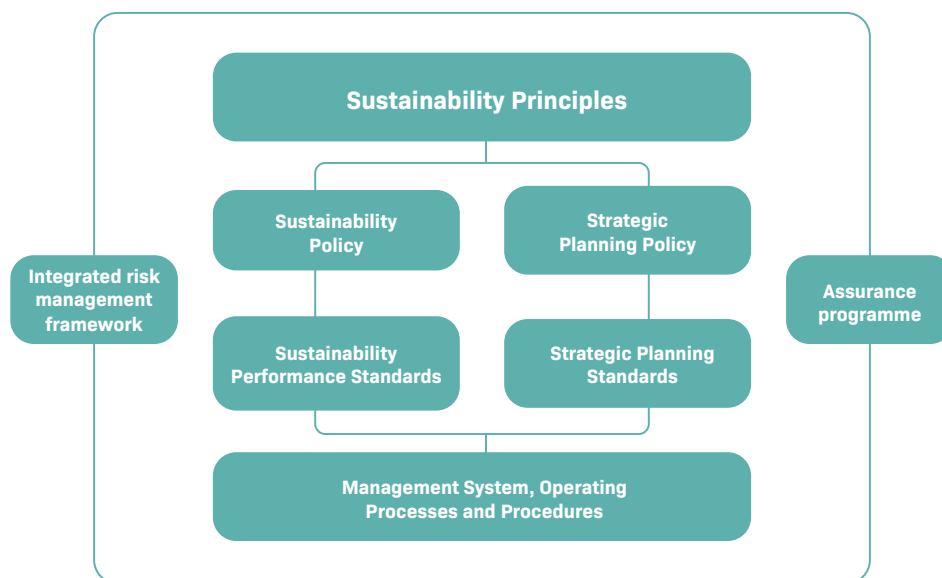 Sustainability Principles
Sustainability
Policy
Strategic
Planning Policy
Integrated risk
management
framework
Assurance
programme
Sustainability
Performance Standards
Strategic Planning
Standards
Management System, Operating
Processes and Procedures